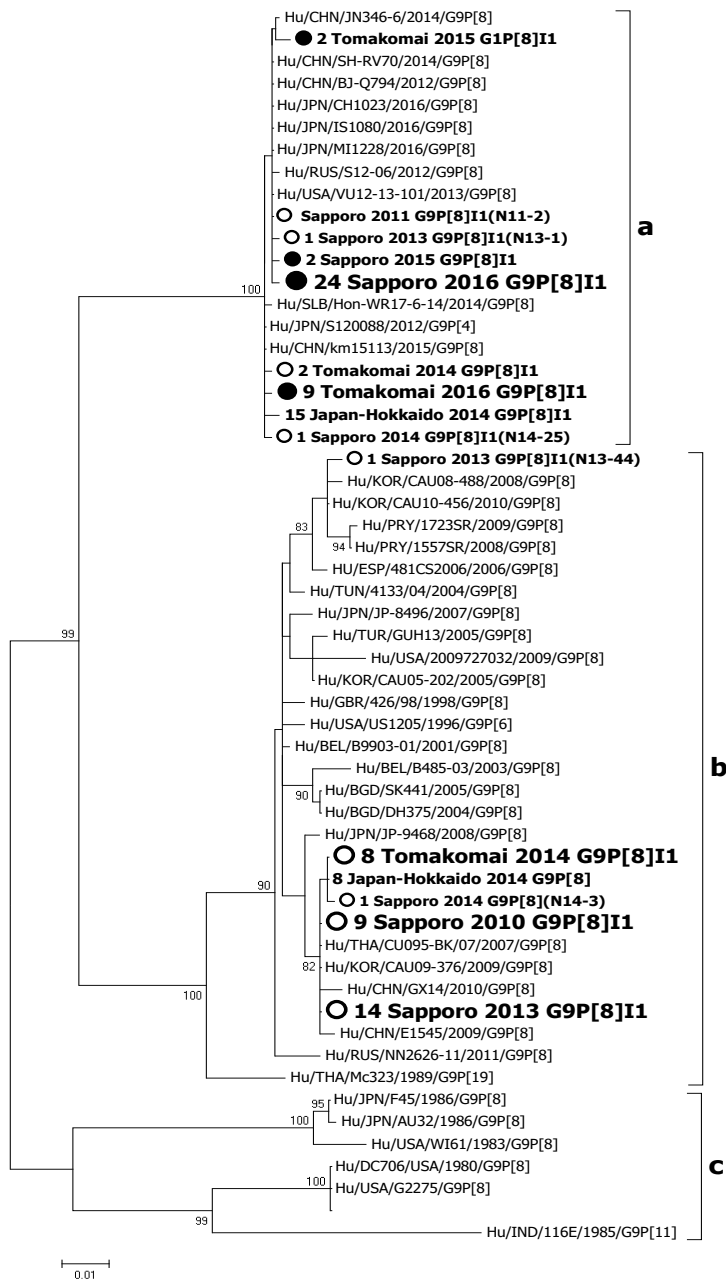 Hu/CHN/JN346-6/2014/G9P[8]
2 Tomakomai 2015 G1P[8]I1
Hu/CHN/SH-RV70/2014/G9P[8]
Hu/CHN/BJ-Q794/2012/G9P[8]
Hu/JPN/CH1023/2016/G9P[8]
Hu/JPN/IS1080/2016/G9P[8]
Hu/JPN/MI1228/2016/G9P[8]
Hu/RUS/S12-06/2012/G9P[8]
Hu/USA/VU12-13-101/2013/G9P[8]
Sapporo 2011 G9P[8]I1(N11-2)
a
1 Sapporo 2013 G9P[8]I1(N13-1)
2 Sapporo 2015 G9P[8]I1
24 Sapporo 2016 G9P[8]I1
100
Hu/SLB/Hon-WR17-6-14/2014/G9P[8]
Hu/JPN/S120088/2012/G9P[4]
Hu/CHN/km15113/2015/G9P[8]
2 Tomakomai 2014 G9P[8]I1
9 Tomakomai 2016 G9P[8]I1
15 Japan-Hokkaido 2014 G9P[8]I1
1 Sapporo 2014 G9P[8]I1(N14-25)
1 Sapporo 2013 G9P[8]I1(N13-44)
Hu/KOR/CAU08-488/2008/G9P[8]
Hu/KOR/CAU10-456/2010/G9P[8]
83
Hu/PRY/1723SR/2009/G9P[8]
94
Hu/PRY/1557SR/2008/G9P[8]
HU/ESP/481CS2006/2006/G9P[8]
Hu/TUN/4133/04/2004/G9P[8]
Hu/JPN/JP-8496/2007/G9P[8]
99
Hu/TUR/GUH13/2005/G9P[8]
Hu/USA/2009727032/2009/G9P[8]
Hu/KOR/CAU05-202/2005/G9P[8]
Hu/GBR/426/98/1998/G9P[8]
Hu/USA/US1205/1996/G9P[6]
Hu/BEL/B9903-01/2001/G9P[8]
b
Hu/BEL/B485-03/2003/G9P[8]
90
Hu/BGD/SK441/2005/G9P[8]
Hu/BGD/DH375/2004/G9P[8]
Hu/JPN/JP-9468/2008/G9P[8]
8 Tomakomai 2014 G9P[8]I1
8 Japan-Hokkaido 2014 G9P[8]
90
1 Sapporo 2014 G9P[8](N14-3)
9 Sapporo 2010 G9P[8]I1
Hu/THA/CU095-BK/07/2007/G9P[8]
82
Hu/KOR/CAU09-376/2009/G9P[8]
100
Hu/CHN/GX14/2010/G9P[8]
14 Sapporo 2013 G9P[8]I1
Hu/CHN/E1545/2009/G9P[8]
Hu/RUS/NN2626-11/2011/G9P[8]
Hu/THA/Mc323/1989/G9P[19]
Hu/JPN/F45/1986/G9P[8]
95
100
Hu/JPN/AU32/1986/G9P[8]
Hu/USA/WI61/1983/G9P[8]
Hu/DC706/USA/1980/G9P[8]
c
100
Hu/USA/G2275/G9P[8]
99
Hu/IND/116E/1985/G9P[11]
0.01